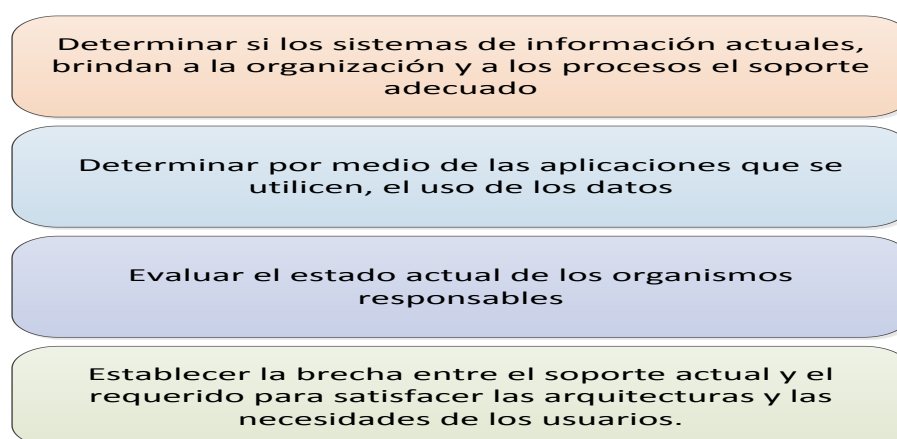 Determinar si los sistemas de información actuales,
brindan a la organización y a los procesos el soporte
adecuado
Determinar por medio de las aplicaciones que se
utilicen, el uso de los datos
Evaluar el estado actual de los organismos
responsables
Establecer la brecha entre el soporte actual y el
requerido para satisfacer las arquitecturas y las
necesidades de los usuarios.